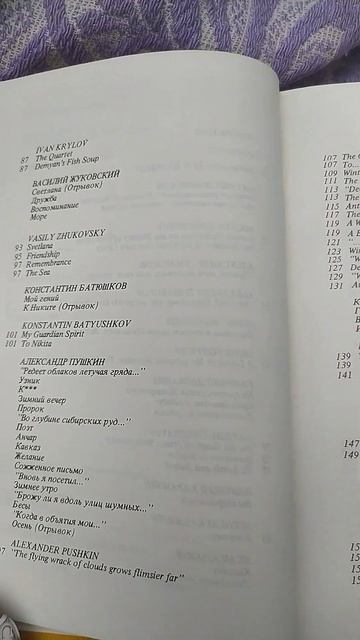 IVAN KRYLOV
87 The Quartet
87 Demyan's Fish Soup
ВАСИЛИЙ ЖУКОВСКИЙ
Светлана (Отрывок)
Дружба
Воспоминание
Море
VASILY ZHUKOVSKY
93 Svetlana
95 Friendship
97 Remembrance
97 The Sea
КОНСТАНТИН БАТЮШКОВ
Мой гений
К Никите (Отрывок)
KONSTANTIN BATYUSHKOV
101 My Guardian Spirit
101 To Nikita
АЛЕКСАНДР ПУШКИН
"Редеет облаков летучая гряда..."
Узник
К***
Зимний вечер
Пророк
"Во глубине сибирских руд..."
Поэт
Анчар
Кавказ
Желание
Сожженное письмо
"Вновь я посетил..."
Зимнее утро
"Брожу ли я вдоль улиц шумных..."
Бесы
"Когда в объятия мои..."
Осень (Отрывок)
ALEXANDER PUSHKIN
"The flying wrack of clouds grows flimsier far"
107
107 To...
109
111 The
113
113 The
115
117 The
119 A
119
121
123
125
127
129
131
139
139
141
147
149